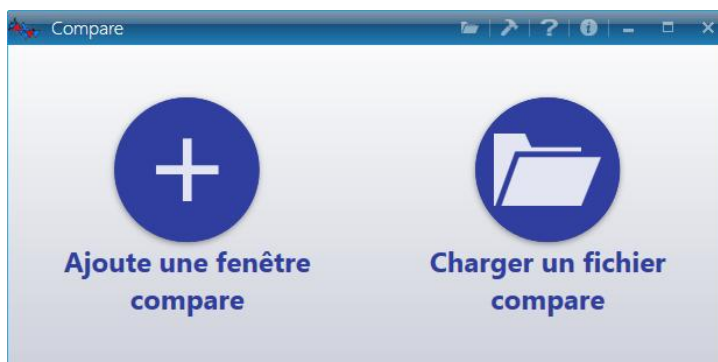 Compare
Ajoute une fenêtre
compare
Charger un fichier
compare